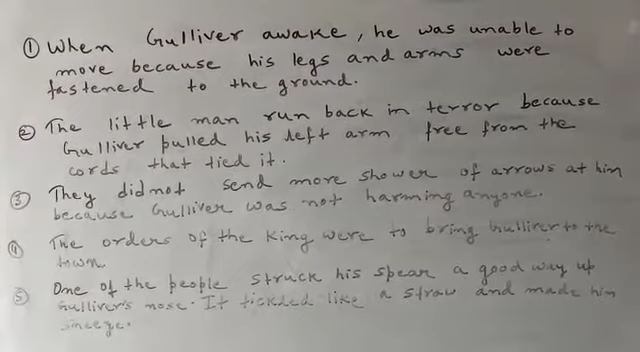 ① When Gulliver awake, he was unable to
move because his legs and arms were
fastened to the ground.
② The little man run back in terror because
Gulliver pulled his left arm free from the
cords that tied it.
③ They did not send more shower of arrows at him
because Gulliver was not harming anyone.
④ The orders of the King were to bring Gulliver to the
town.
⑤ One of the people struck his spear a good way up
Gulliver's nose. It tickled like a straw and made him
sneeze.